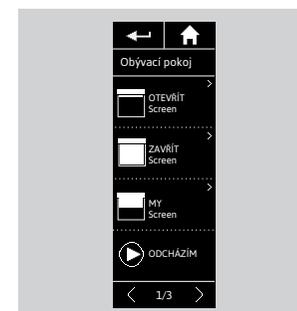 Obývací pokoj
OTEVŘÍT
Screen
ZAVŘÍT
Screen
MY
Screen
ODCHÁZÍM
1/3